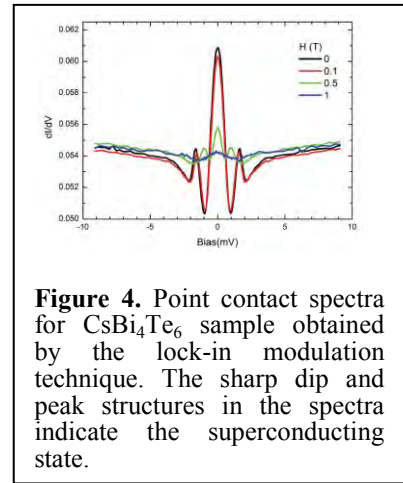 0.062
0.060
0.058
0.056
0.054
0.052
0.050
dI/dV
H (T)
0
0.1
0.5
1
-10 -5 0 5 10
Bias(mV)
Figure 4. Point contact spectra
for CsBi₄Te₆ sample obtained
by the lock-in modulation
technique. The sharp dip and
peak structures in the spectra
indicate the superconducting
state.